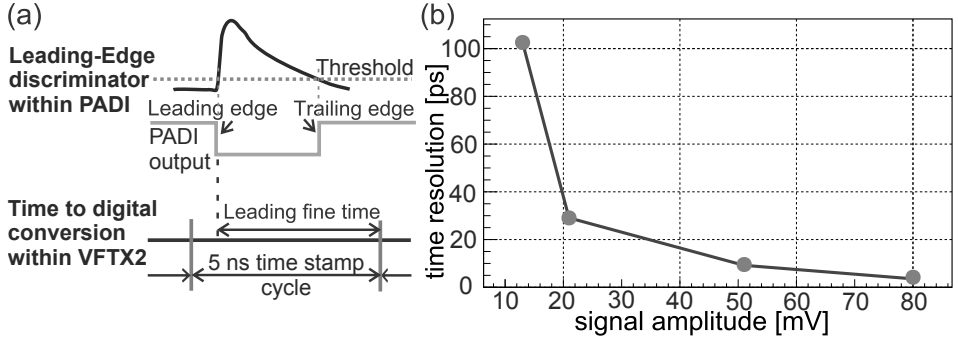 (a)
Leading-Edge
discriminator
within PADI
Threshold
Leading edge
Trailing edge
PADI
output
Time to digital
conversion
within VFTX2
Leading fine time
5 ns time stamp
cycle
(b)
time resolution [ps]
100
80
60
40
20
0
10 20 30 40 50 60 70 80
signal amplitude [mV]